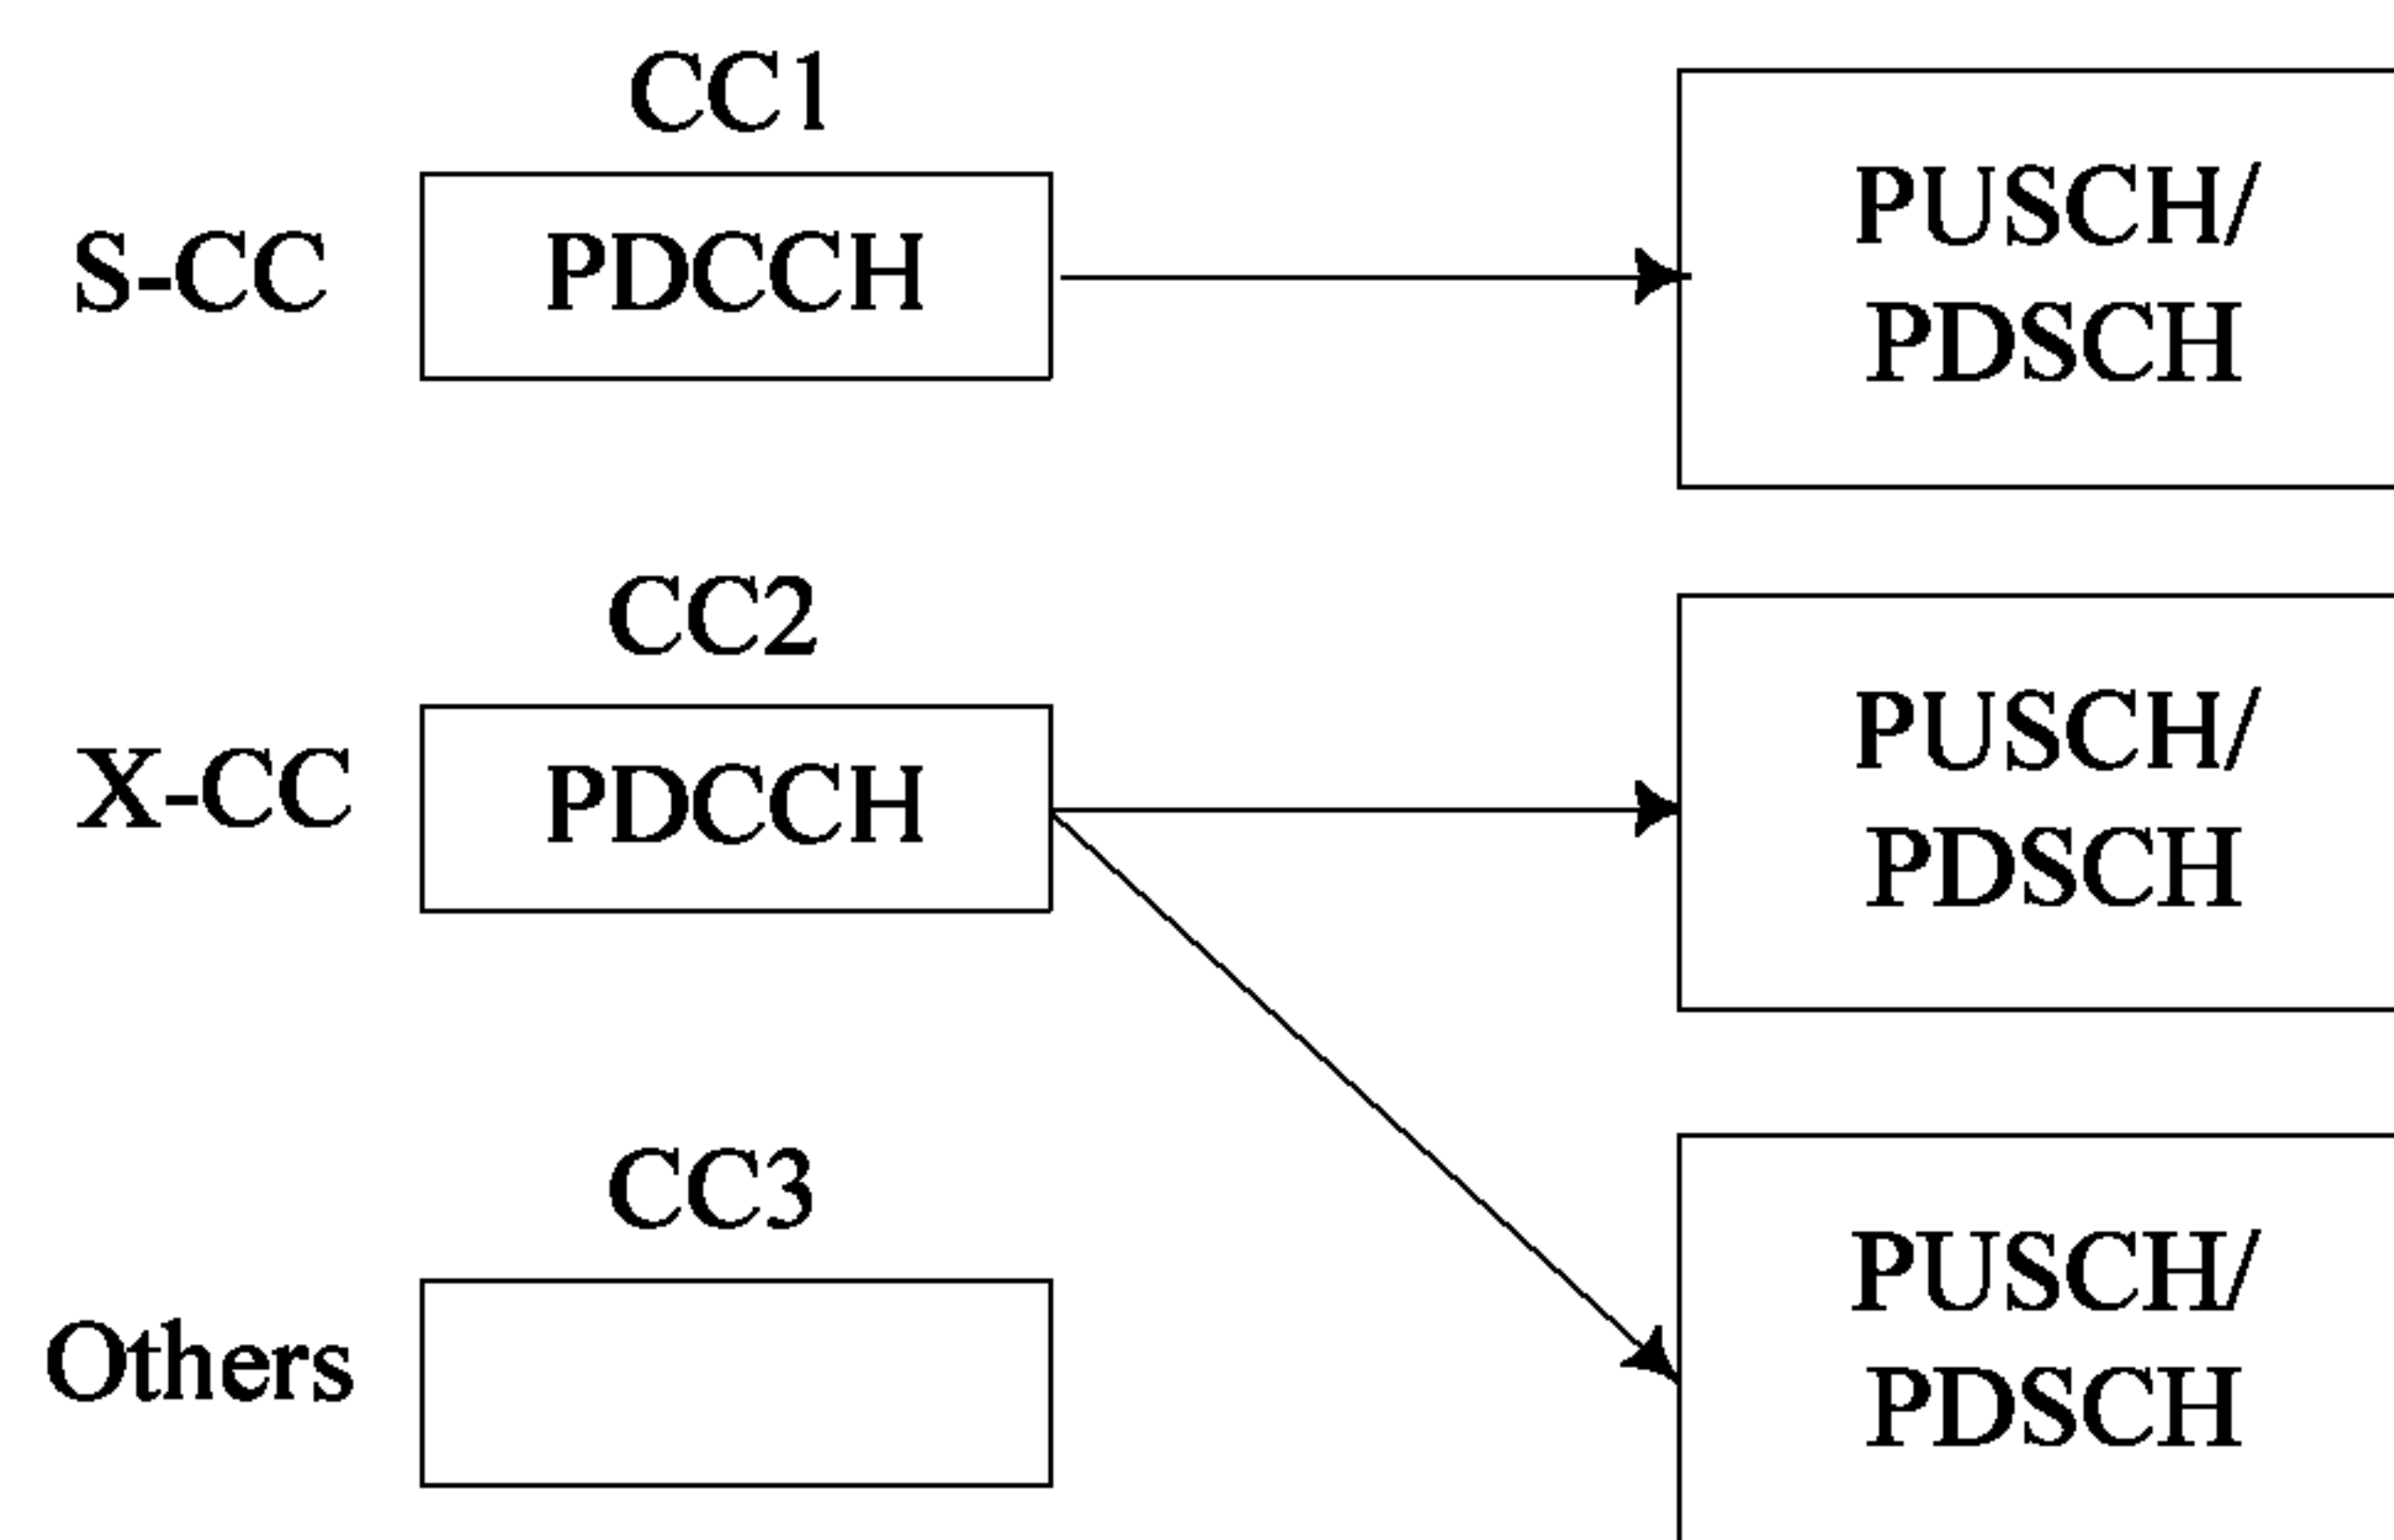 CC1
S-CC
PDCCH
PUSCH/
PDSCH
CC2
X-CC
PDCCH
PUSCH/
PDSCH
CC3
Others
PUSCH/
PDSCH